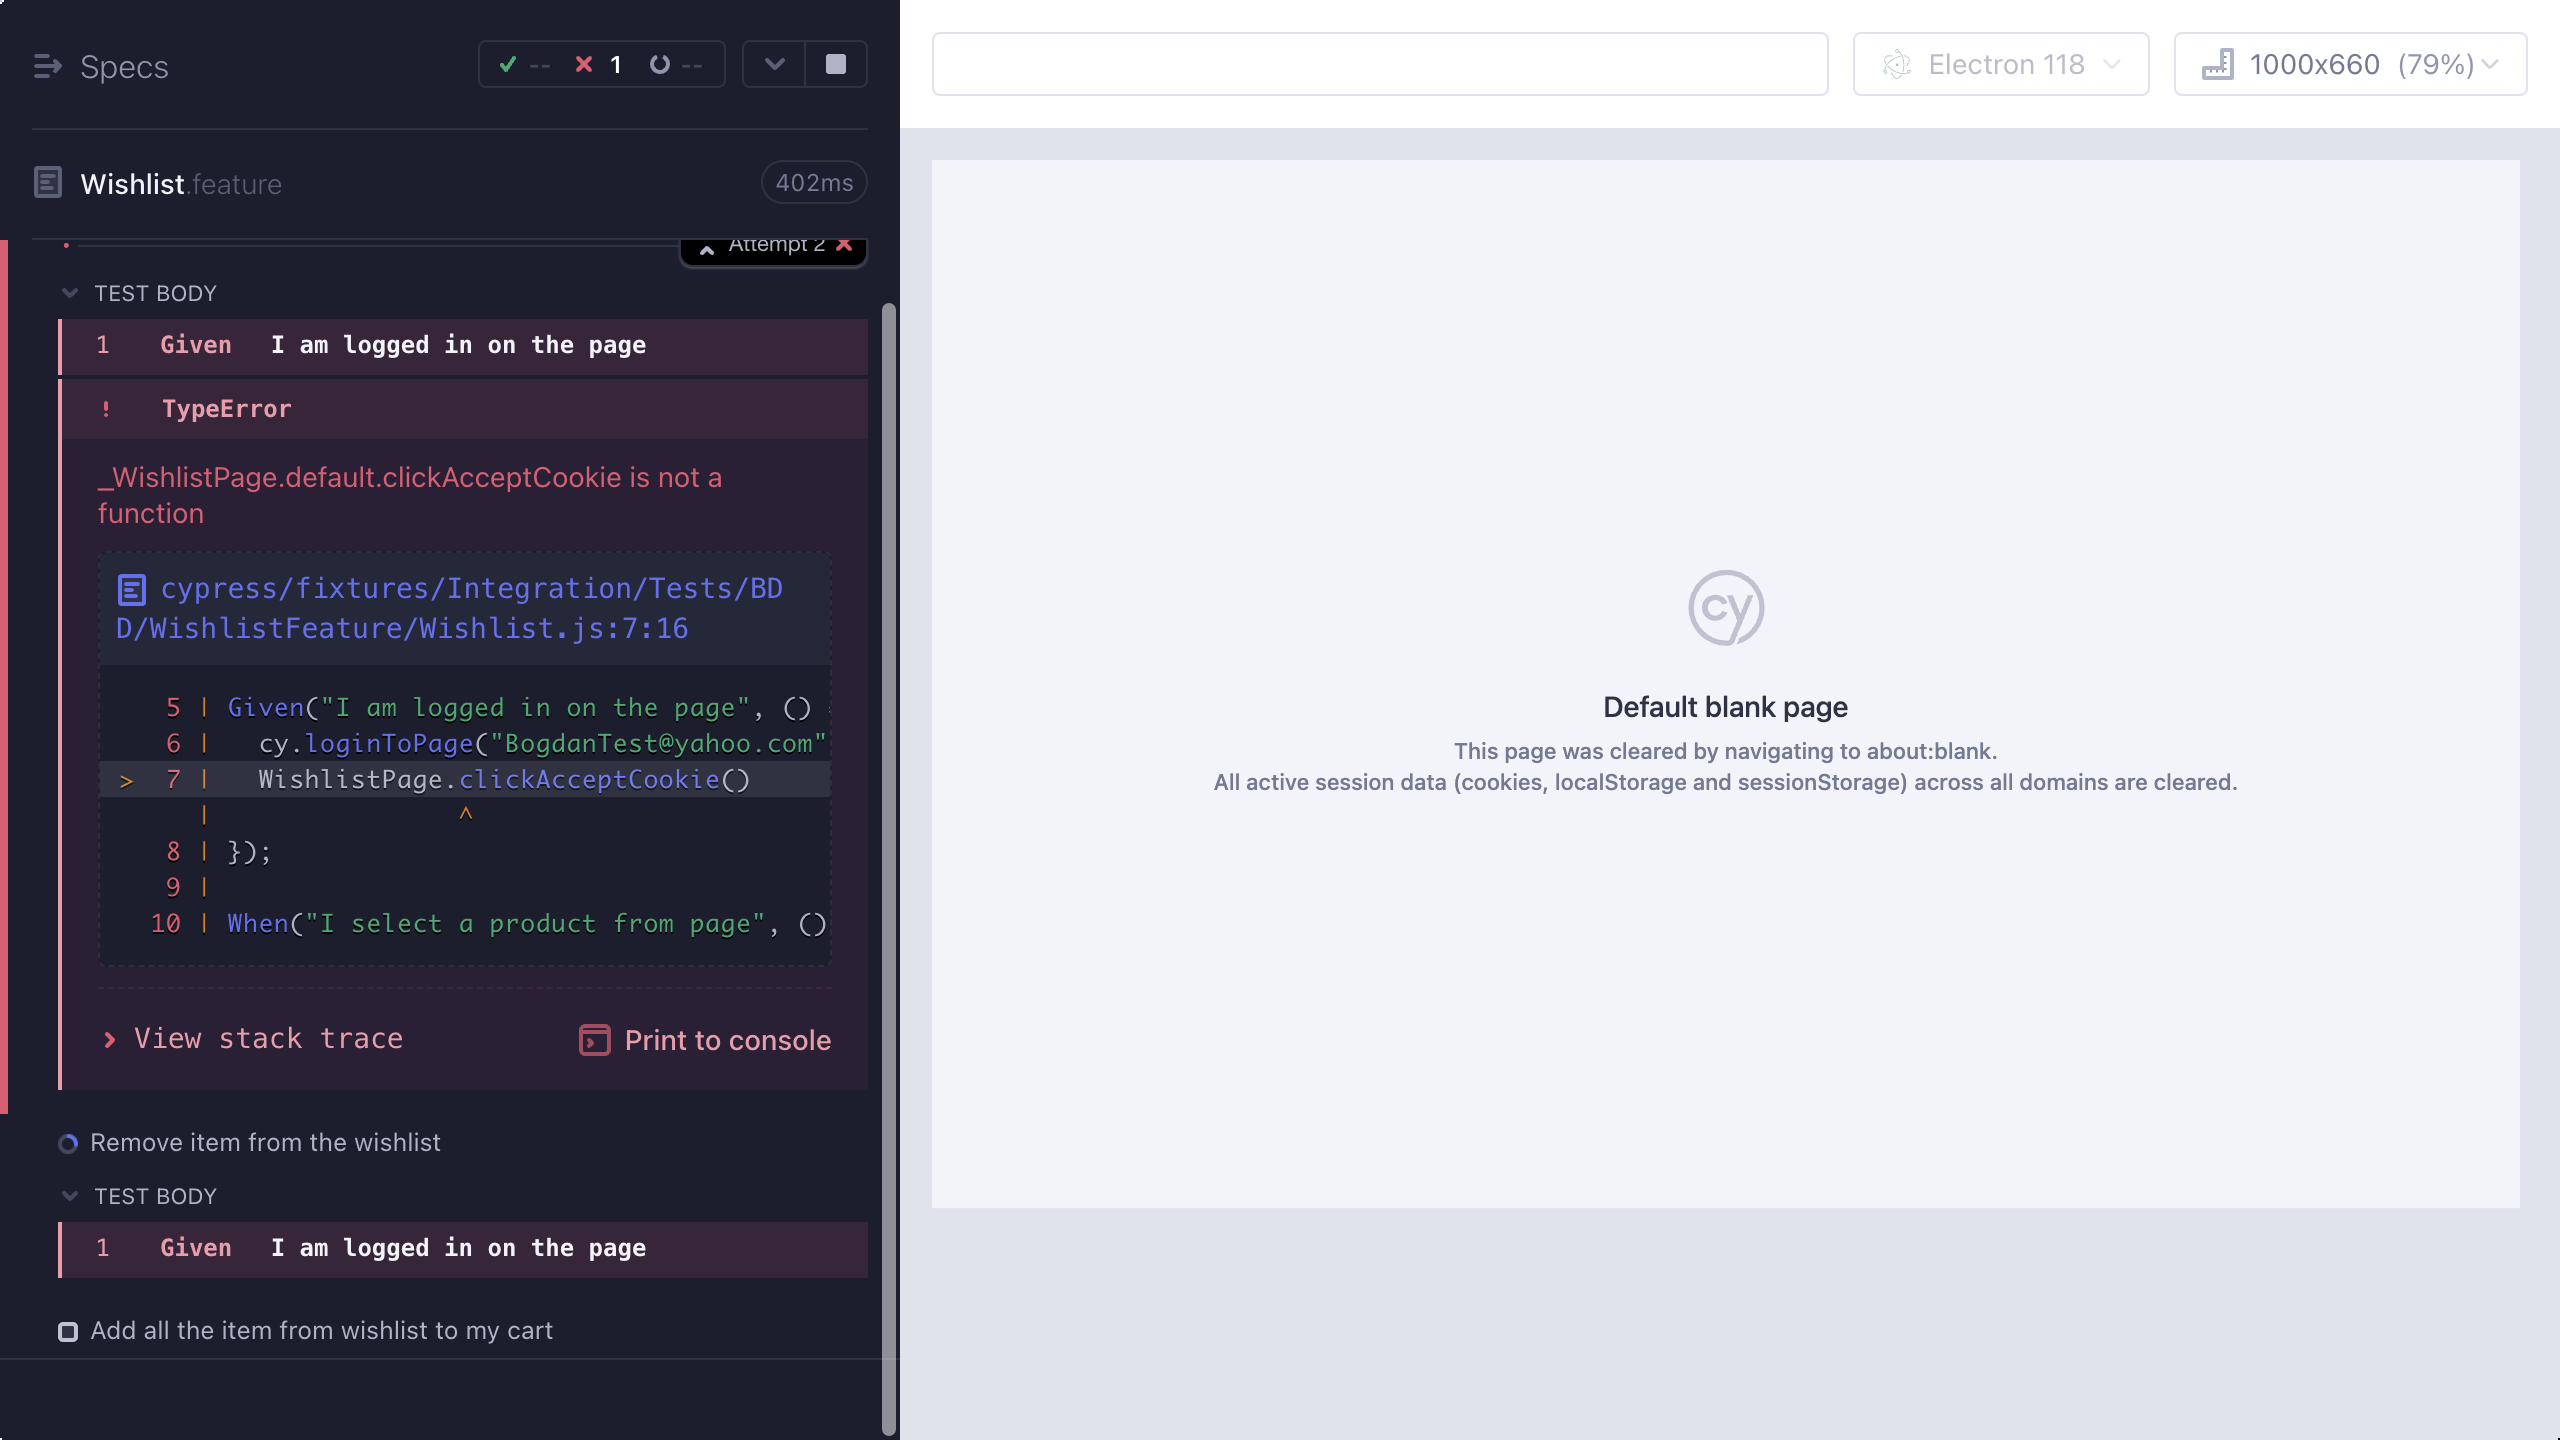 Specs
-- 1 --
Wishlist.feature
402ms
Attempt 2
TEST BODY
1 Given I am logged in on the page
! TypeError
_WishlistPage.default.clickAcceptCookie is not a
function
cypress/fixtures/Integration/Tests/BD
D/WishlistFeature/Wishlist.js:7:16
5 | Given("I am logged in on the page", ()
6 | cy.loginToPage("BogdanTest@yahoo.com"
> 7 | WishlistPage.clickAcceptCookie()
| ^
8 | });
9 |
10 | When("I select a product from page", ()
View stack trace
Print to console
Remove item from the wishlist
TEST BODY
1 Given I am logged in on the page
Add all the item from wishlist to my cart
Electron 118
1000x660 (79%)
cy
Default blank page
This page was cleared by navigating to about:blank.
All active session data (cookies, localStorage and sessionStorage) across all domains are cleared.